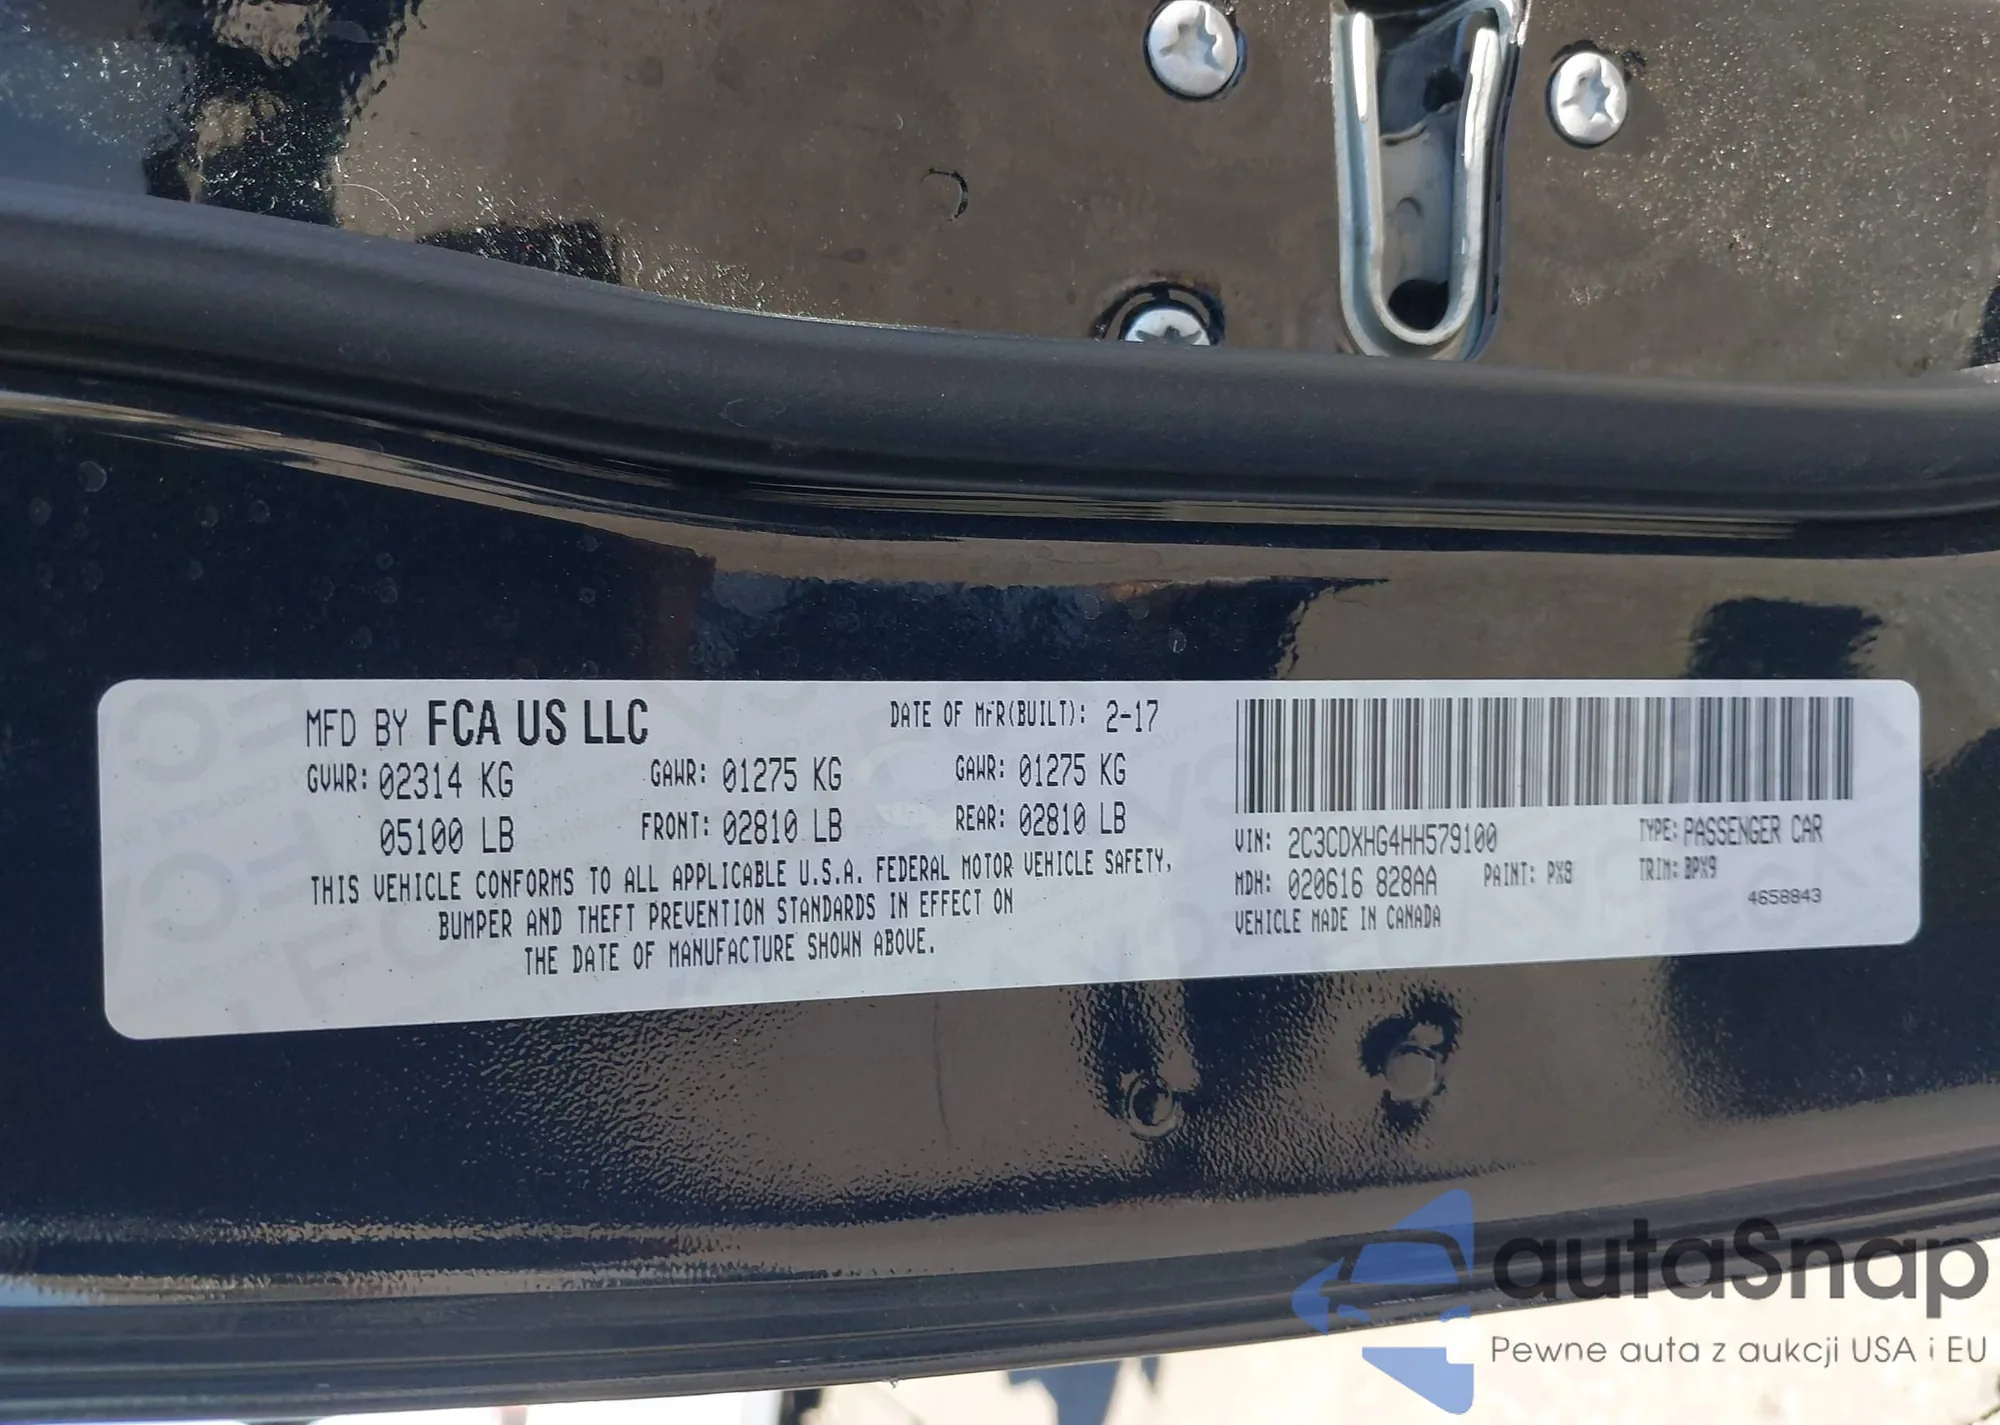 MFD BY FCA US LLC
DATE OF MFR(BUILT): 2-17
GVWR: 02314 KG
GAWR: 01275 KG
GAWR: 01275 KG
05100 LB
FRONT: 02810 LB
REAR: 02810 LB
THIS VEHICLE CONFORMS TO ALL APPLICABLE U.S.A. FEDERAL MOTOR VEHICLE SAFETY,
BUMPER AND THEFT PREVENTION STANDARDS IN EFFECT ON
THE DATE OF MANUFACTURE SHOWN ABOVE.
VIN: 2C3CDXHG4HH579100
TYPE: PASSENGER CAR
MDH: 020616 828AA
PAINT: PX8
TRIM: BPX9
VEHICLE MADE IN CANADA
4658843
autaSnap
Pewne auta z aukcji USA i EU